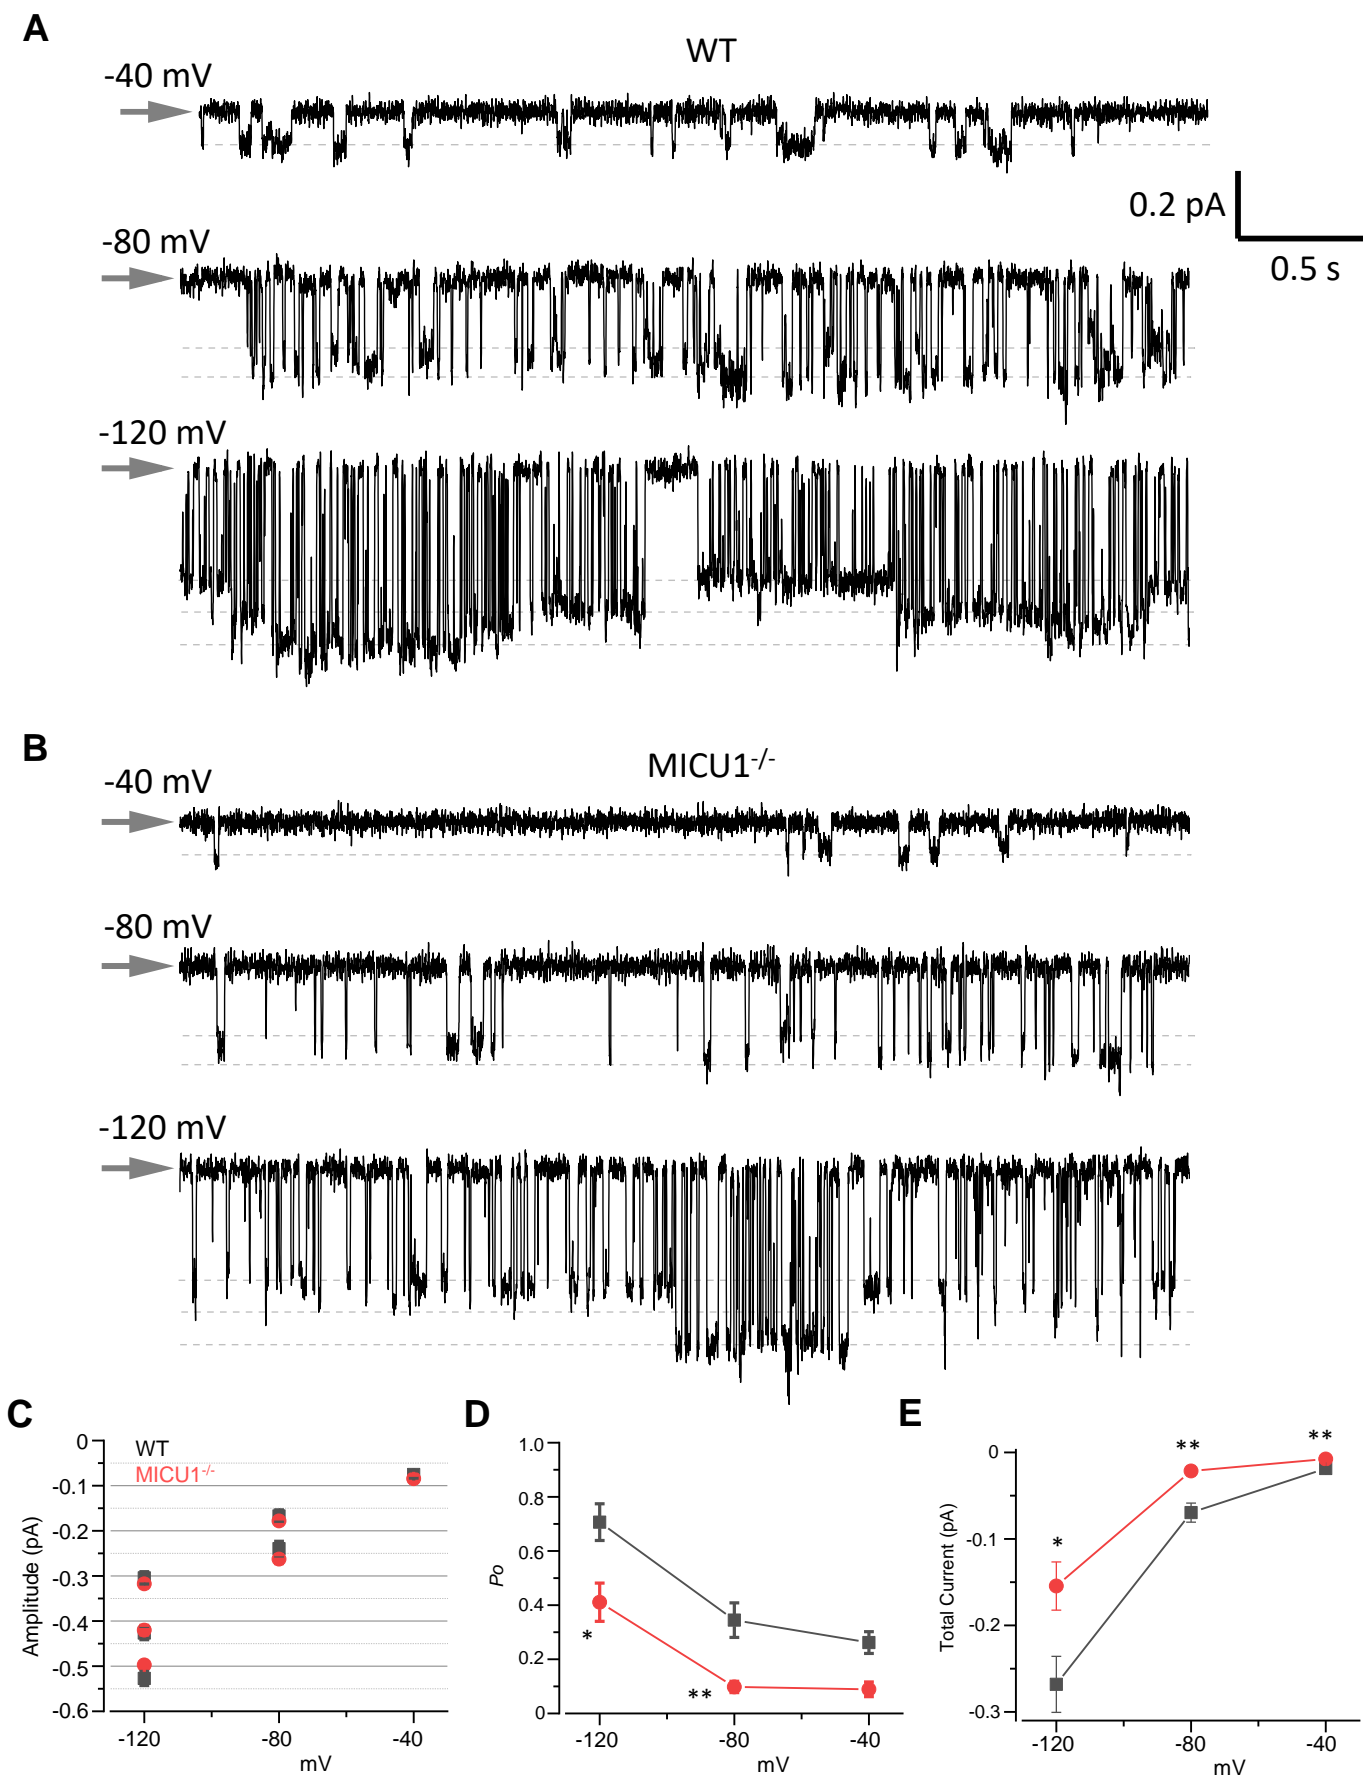 A
WT
-40 mV
0.2 pA
0.5 s
-80 mV
-120 mV
B
MICU1-/-
-40 mV
-80 mV
-120 mV
C
D
E
0
-0.1
-0.2
-0.3
-0.4
-0.5
-0.6
Amplitude (pA)
WT
MICU1-/-
-120
-80
-40
mV
1.0
0.8
0.6
0.4
0.2
0
Po
*
**
-120
-80
-40
mV
0
-0.1
-0.2
-0.3
Total Current (pA)
*
**
**
-120
-80
-40
mV